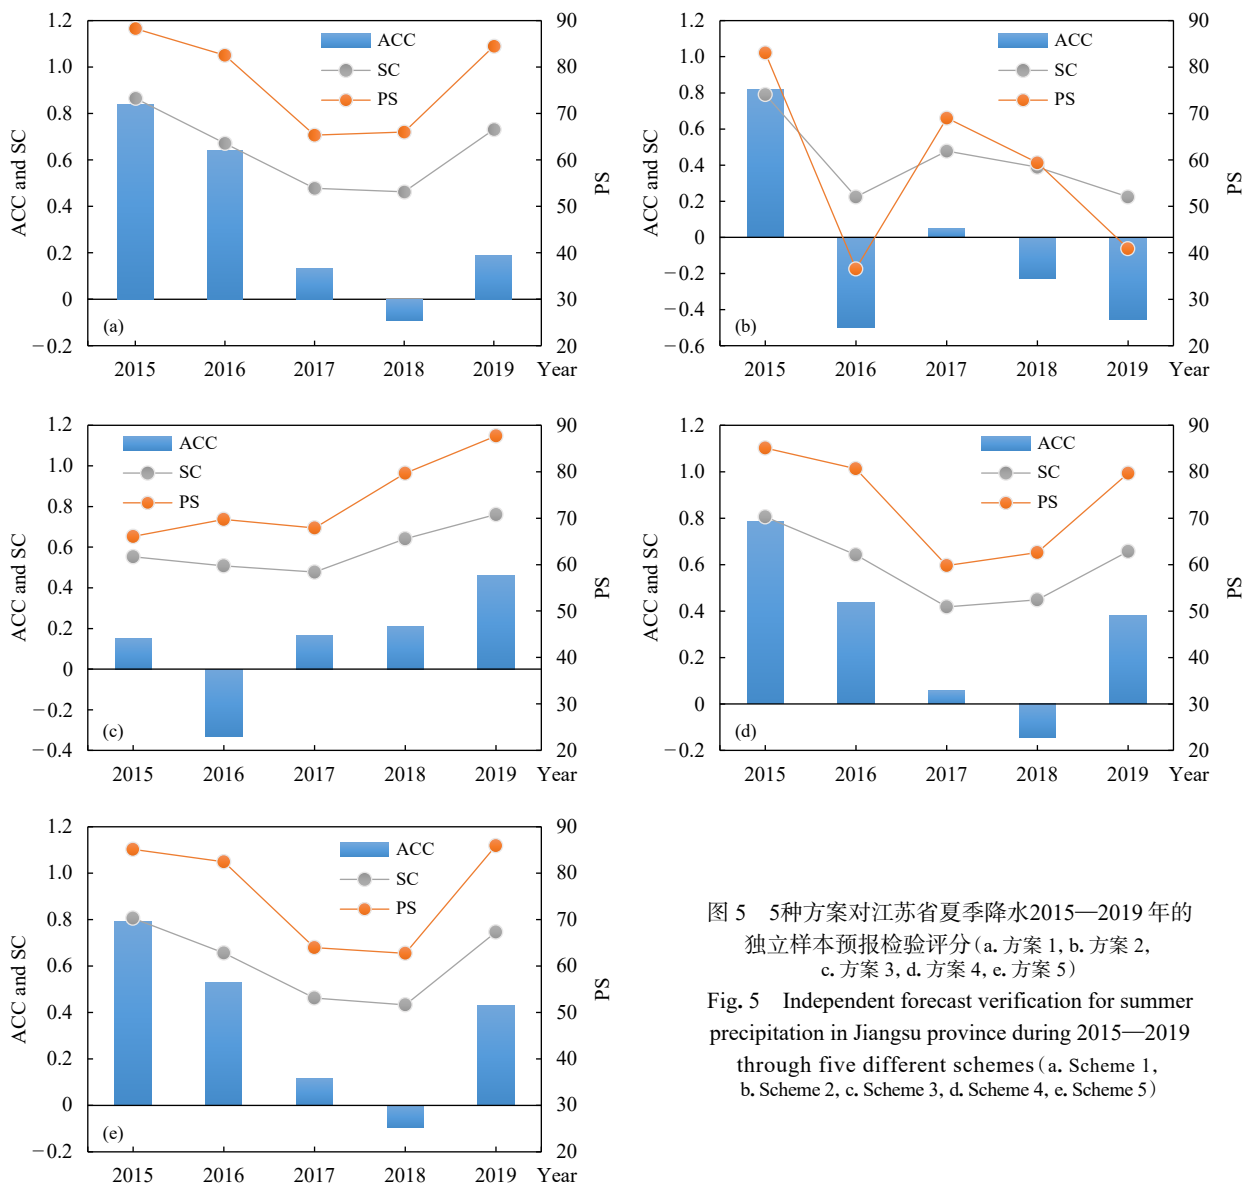 1.2
1.0
0.8
0.6
0.4
0.2
0
−0.2
ACC and SC
ACC
SC
PS
(a)
90
80
70
60
50
40
30
20
PS
2015 2016 2017 2018 2019 Year
1.2
1.0
0.8
0.6
0.4
0.2
0
−0.2
−0.4
−0.6
ACC and SC
ACC
SC
PS
(b)
90
80
70
60
50
40
30
20
PS
2015 2016 2017 2018 2019 Year
1.2
1.0
0.8
0.6
0.4
0.2
0
−0.2
−0.4
ACC and SC
ACC
SC
PS
(c)
90
80
70
60
50
40
30
20
PS
2015 2016 2017 2018 2019 Year
1.2
1.0
0.8
0.6
0.4
0.2
0
−0.2
ACC and SC
ACC
SC
PS
(d)
90
80
70
60
50
40
30
20
PS
2015 2016 2017 2018 2019 Year
1.2
1.0
0.8
0.6
0.4
0.2
0
−0.2
ACC and SC
ACC
SC
PS
(e)
90
80
70
60
50
40
30
20
PS
2015 2016 2017 2018 2019 Year
图 5 5种方案对江苏省夏季降水2015—2019 年的
独立样本预报检验评分(a. 方案 1, b. 方案 2,
c. 方案 3, d. 方案 4, e. 方案 5)
Fig. 5 Independent forecast verification for summer
precipitation in Jiangsu province during 2015—2019
through five different schemes (a. Scheme 1,
b. Scheme 2, c. Scheme 3, d. Scheme 4, e. Scheme 5)